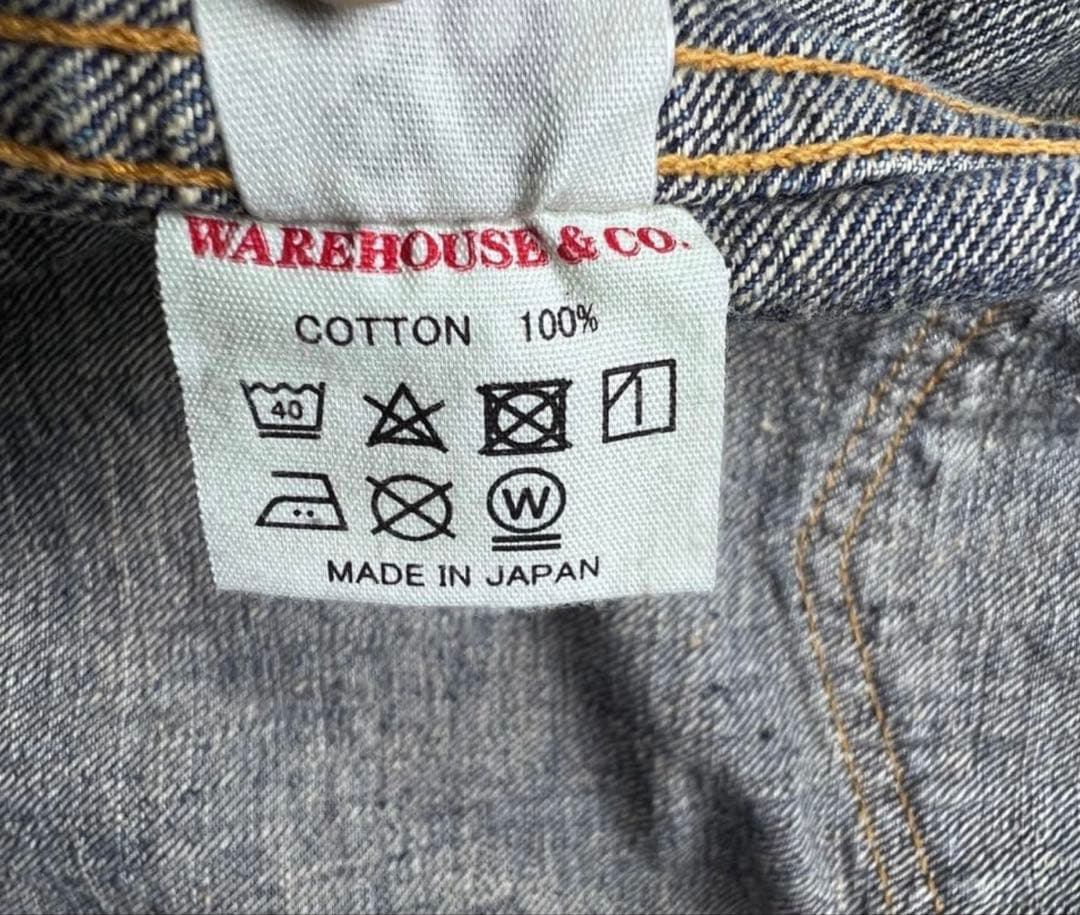 WAREHOUSE & CO.
COTTON 100%
40
W
MADE IN JAPAN